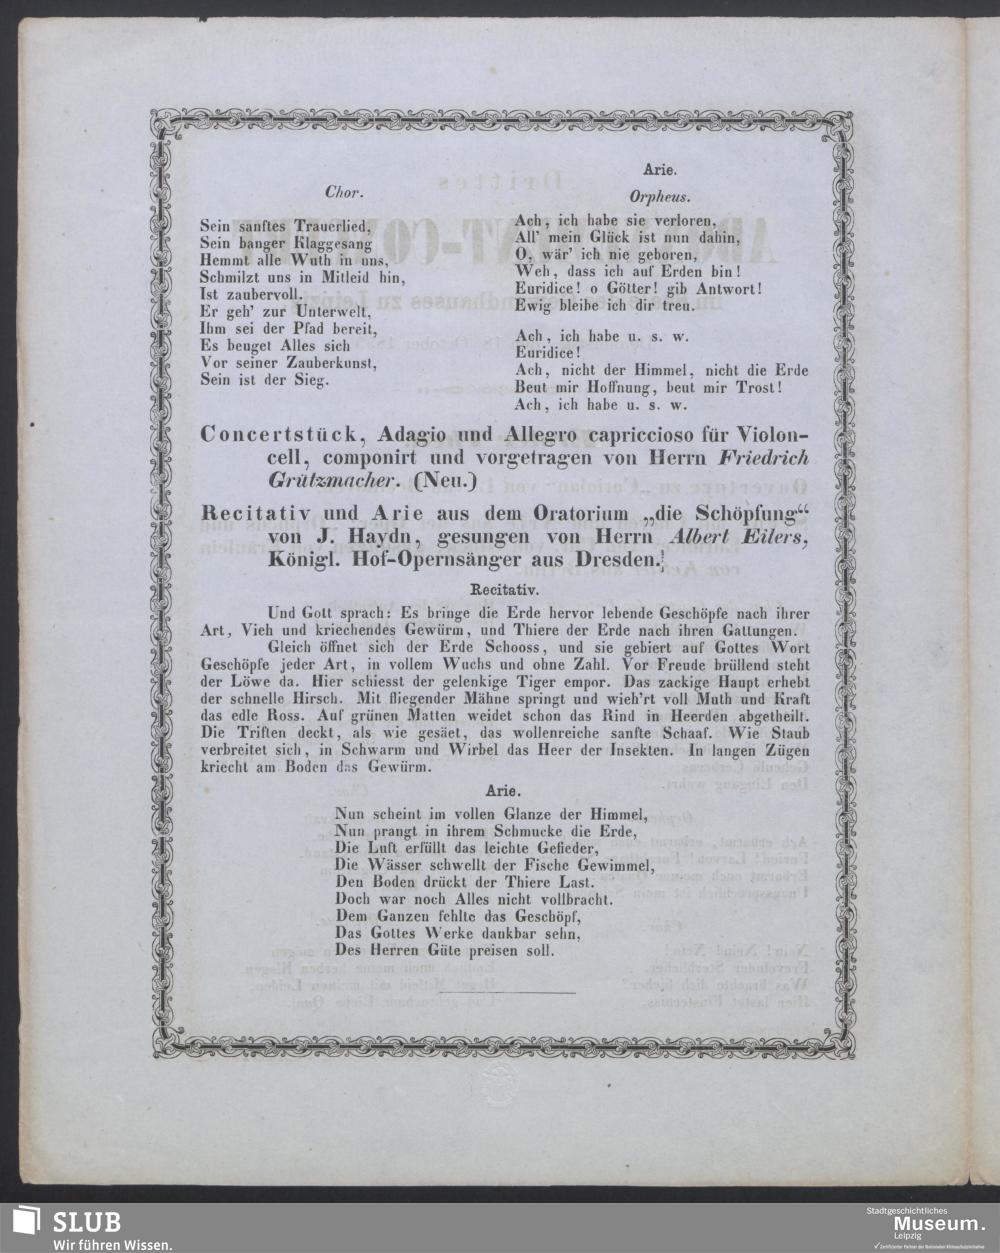 Chor.
Sein sanftes Trauerlied,
Sein banger Klaggesang
Hemmt alle Wuth in uns,
Schmilzt uns in Mitleid hin,
Ist zaubervoll.
Er geh' zur Unterwelt,
Ihm sei der Pfad bereit,
Es beuget Alles sich
Vor seiner Zauberkunst,
Sein ist der Sieg.
Arie.
Orpheus.
Ach, ich habe sie verloren,
All' mein Glück ist nun dahin,
O, wär' ich nie geboren,
Weh, dass ich auf Erden bin!
Euridice! o Götter! gib Antwort!
Ewig bleibe ich dir treu.
Ach, ich habe u. s. w.
Euridice!
Ach, nicht der Himmel, nicht die Erde
Beut mir Hoffnung, beut mir Trost!
Ach, ich habe u. s. w.
Concertstück, Adagio und Allegro capriccioso für Violon-
cell, componirt und vorgetragen von Herrn Friedrich
Grützmacher. (Neu.)
Recitativ und Arie aus dem Oratorium „die Schöpfung“
von J. Haydn, gesungen von Herrn Albert Eilers,
Königl. Hof-Opernsänger aus Dresden.
Recitativ.
Und Gott sprach: Es bringe die Erde hervor lebende Geschöpfe nach ihrer
Art, Vieh und kriechendes Gewürm, und Thiere der Erde nach ihren Gattungen.
Gleich öffnet sich der Erde Schooss, und sie gebiert auf Gottes Wort
Geschöpfe jeder Art, in vollem Wuchs und ohne Zahl. Vor Freude brüllend steht
der Löwe da. Hier schiesst der gelenkige Tiger empor. Das zackige Haupt erhebt
der schnelle Hirsch. Mit fliegender Mähne springt und wieh'rt voll Muth und Kraft
das edle Ross. Auf grünen Matten weidet schon das Rind in Heerden abgetheilt.
Die Triften deckt, als wie gesäet, das wollenreiche sanfte Schaaf. Wie Staub
verbreitet sich, in Schwarm und Wirbel das Heer der Insekten. In langen Zügen
kriecht am Boden das Gewürm.
Arie.
Nun scheint im vollen Glanze der Himmel,
Nun prangt in ihrem Schmucke die Erde,
Die Luft erfüllt das leichte Gefieder,
Die Wässer schwellt der Fische Gewimmel,
Den Boden drückt der Thiere Last.
Doch war noch Alles nicht vollbracht.
Dem Ganzen fehlte das Geschöpf,
Das Gottes Werke dankbar sehn,
Des Herren Güte preisen soll.
SLUB
Wir führen Wissen.
Stadtgeschichtliches
Museum.
Leipzig
Zertifizierter Partner der Nationalen Klimaschutzinitiative